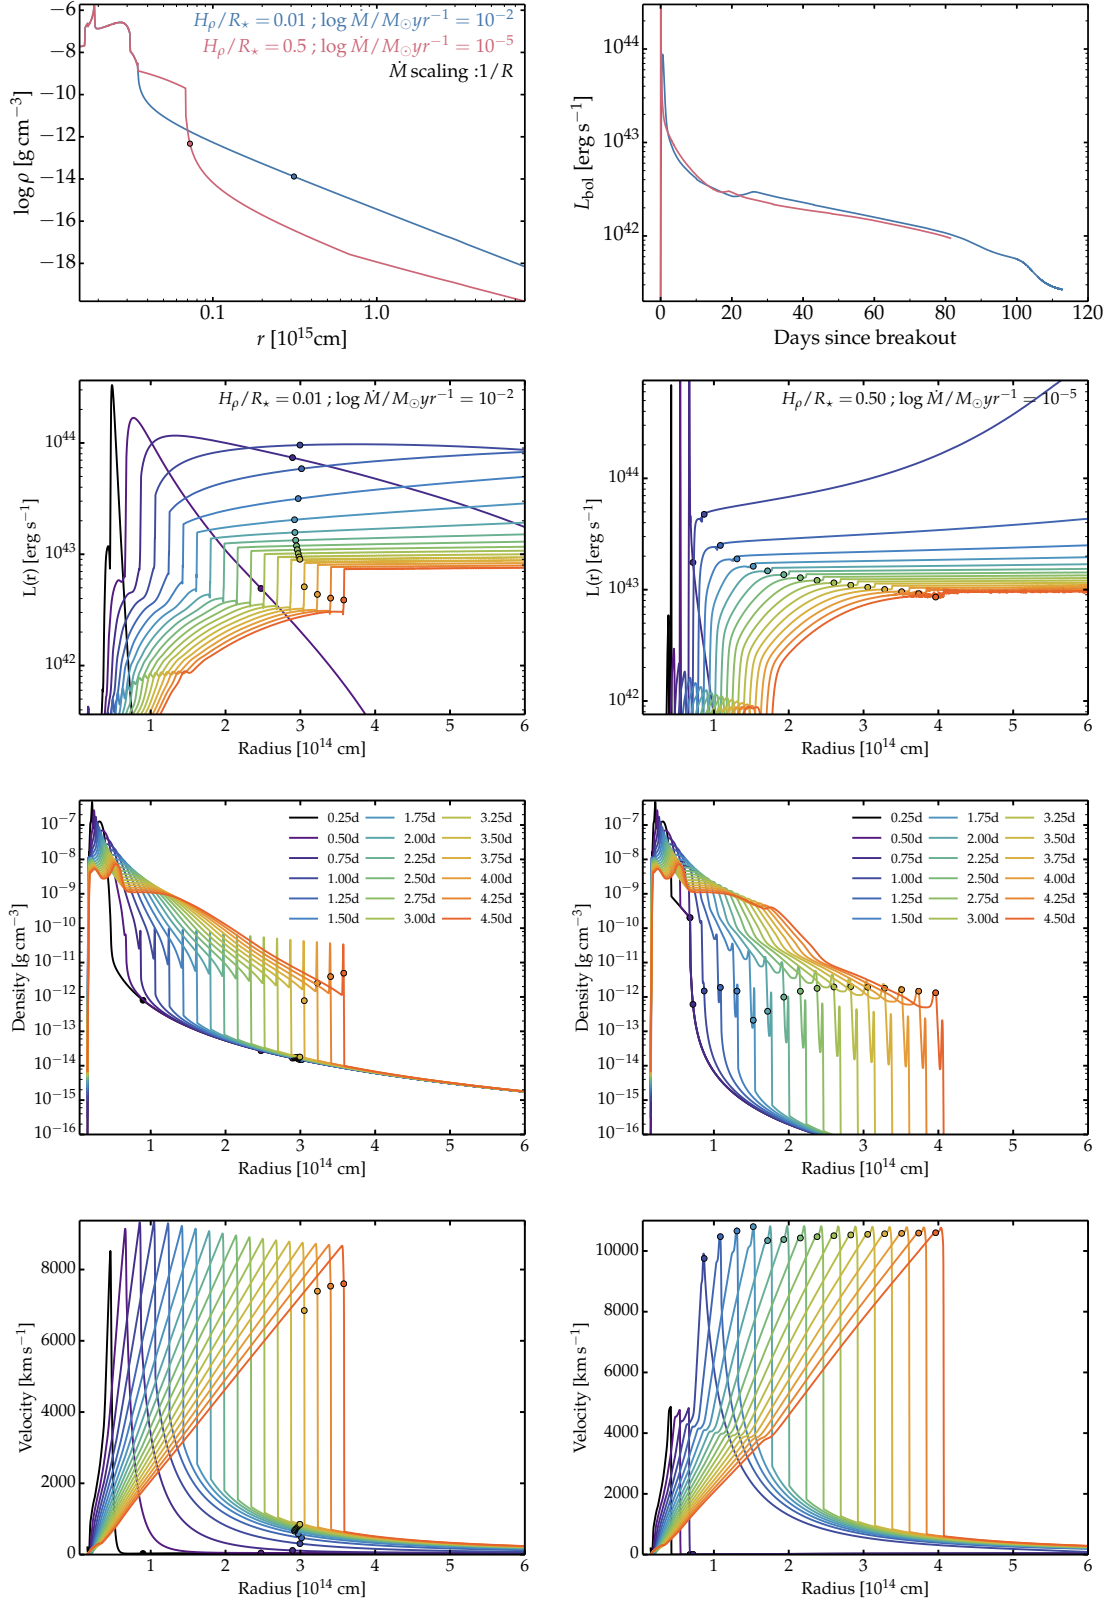 H_ρ/R⋆ = 0.01 ; log Ṁ/M⊙yr⁻¹ = 10⁻²
H_ρ/R⋆ = 0.5 ; log Ṁ/M⊙yr⁻¹ = 10⁻⁵
Ṁ scaling :1/R
−6
−8
−10
−12
−14
−16
−18
log ρ [g cm⁻³]
0.1
1.0
r [10¹⁵cm]
10⁴⁴
10⁴³
10⁴²
L_bol [erg s⁻¹]
0 20 40 60 80 100 120
Days since breakout
H_ρ/R⋆ = 0.01 ; log Ṁ/M⊙yr⁻¹ = 10⁻²
10⁴⁴
10⁴³
10⁴²
L(r) [erg s⁻¹]
1 2 3 4 5 6
Radius [10¹⁴ cm]
H_ρ/R⋆ = 0.50 ; log Ṁ/M⊙yr⁻¹ = 10⁻⁵
10⁴⁴
10⁴³
10⁴²
L(r) [erg s⁻¹]
1 2 3 4 5 6
Radius [10¹⁴ cm]
0.25d 1.75d 3.25d
0.50d 2.00d 3.50d
0.75d 2.25d 3.75d
1.00d 2.50d 4.00d
1.25d 2.75d 4.25d
1.50d 3.00d 4.50d
10⁻⁷
10⁻⁸
10⁻⁹
10⁻¹⁰
10⁻¹¹
10⁻¹²
10⁻¹³
10⁻¹⁴
10⁻¹⁵
10⁻¹⁶
Density [g cm⁻³]
1 2 3 4 5 6
Radius [10¹⁴ cm]
0.25d 1.75d 3.25d
0.50d 2.00d 3.50d
0.75d 2.25d 3.75d
1.00d 2.50d 4.00d
1.25d 2.75d 4.25d
1.50d 3.00d 4.50d
10⁻⁷
10⁻⁸
10⁻⁹
10⁻¹⁰
10⁻¹¹
10⁻¹²
10⁻¹³
10⁻¹⁴
10⁻¹⁵
10⁻¹⁶
Density [g cm⁻³]
1 2 3 4 5 6
Radius [10¹⁴ cm]
8000
6000
4000
2000
0
Velocity [km s⁻¹]
1 2 3 4 5 6
Radius [10¹⁴ cm]
10000
8000
6000
4000
2000
0
Velocity [km s⁻¹]
1 2 3 4 5 6
Radius [10¹⁴ cm]